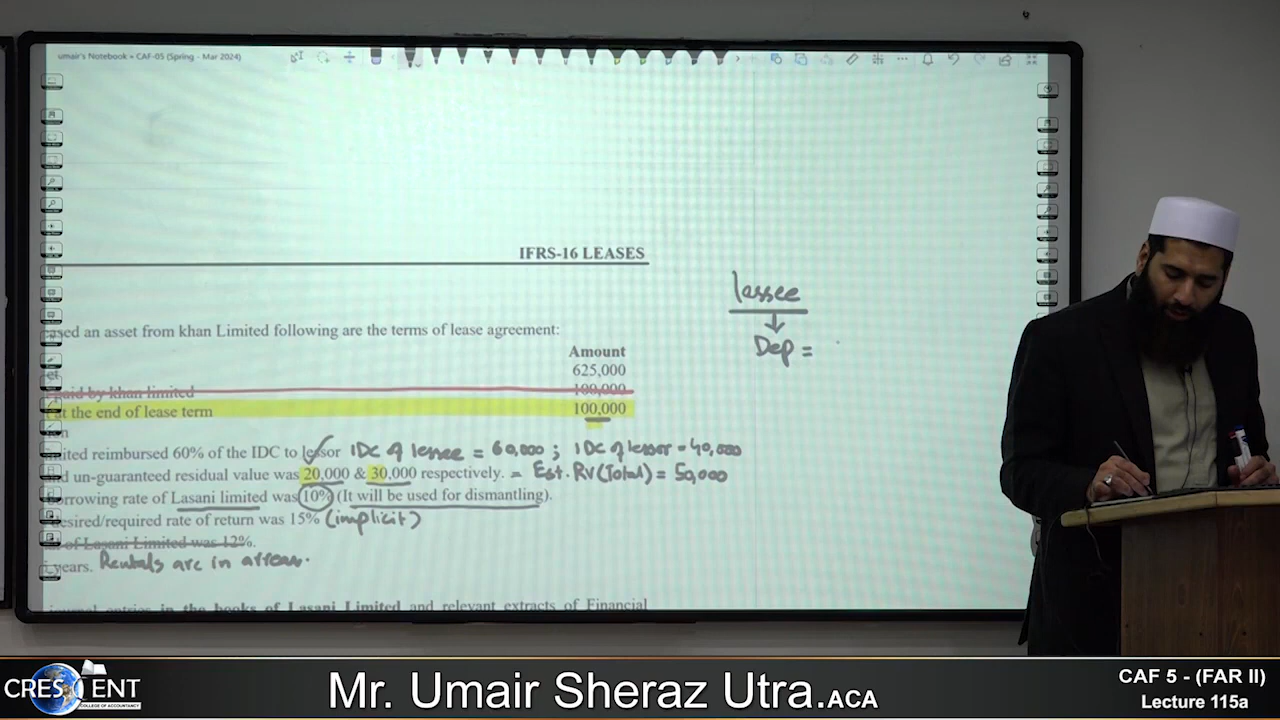 umair's Notebook » CAF-05 (Spring - Mar 2024)
IFRS-16 LEASES
lassee
Dep =
ased an asset from khan Limited following are the terms of lease agreement:
Amount
625,000
paid by khan limited 100,000
at the end of lease term 100,000
ited reimbursed 60% of the IDC to lessor IDC of lessee = 60,000 ; IDC of lessor = 40,000
d un-guaranteed residual value was 20,000 & 30,000 respectively. = Est. RV (Total) = 50,000
orrowing rate of Lasani limited was 10% (It will be used for dismantling).
desired/required rate of return was 15% (implicit)
of Lasani Limited was 12%.
years. Rentals are in arrear.
journal entries in the books of Lasani Limited and relevant extracts of Financial
CRESCENT
COLLEGE OF ACCOUNTANCY
Mr. Umair Sheraz Utra.ACA
CAF 5 - (FAR II)
Lecture 115a